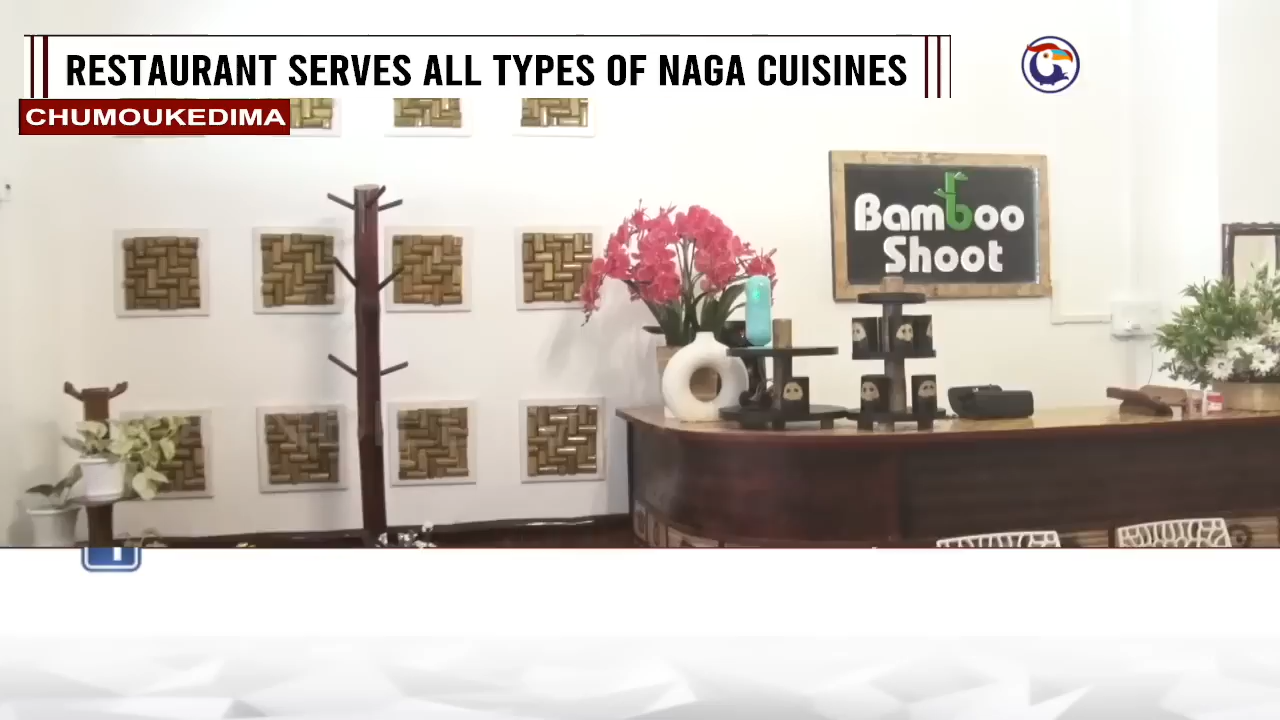 RESTAURANT SERVES ALL TYPES OF NAGA CUISINES
CHUMOUKEDIMA
Bamboo
Shoot